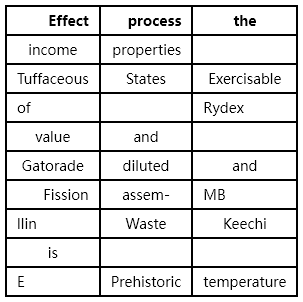 Effect process the
income properties
Tuffaceous States Exercisable
of Rydex
value and
Gatorade diluted and
Fission assem- MB
llin Waste Keechi
is
E Prehistoric temperature